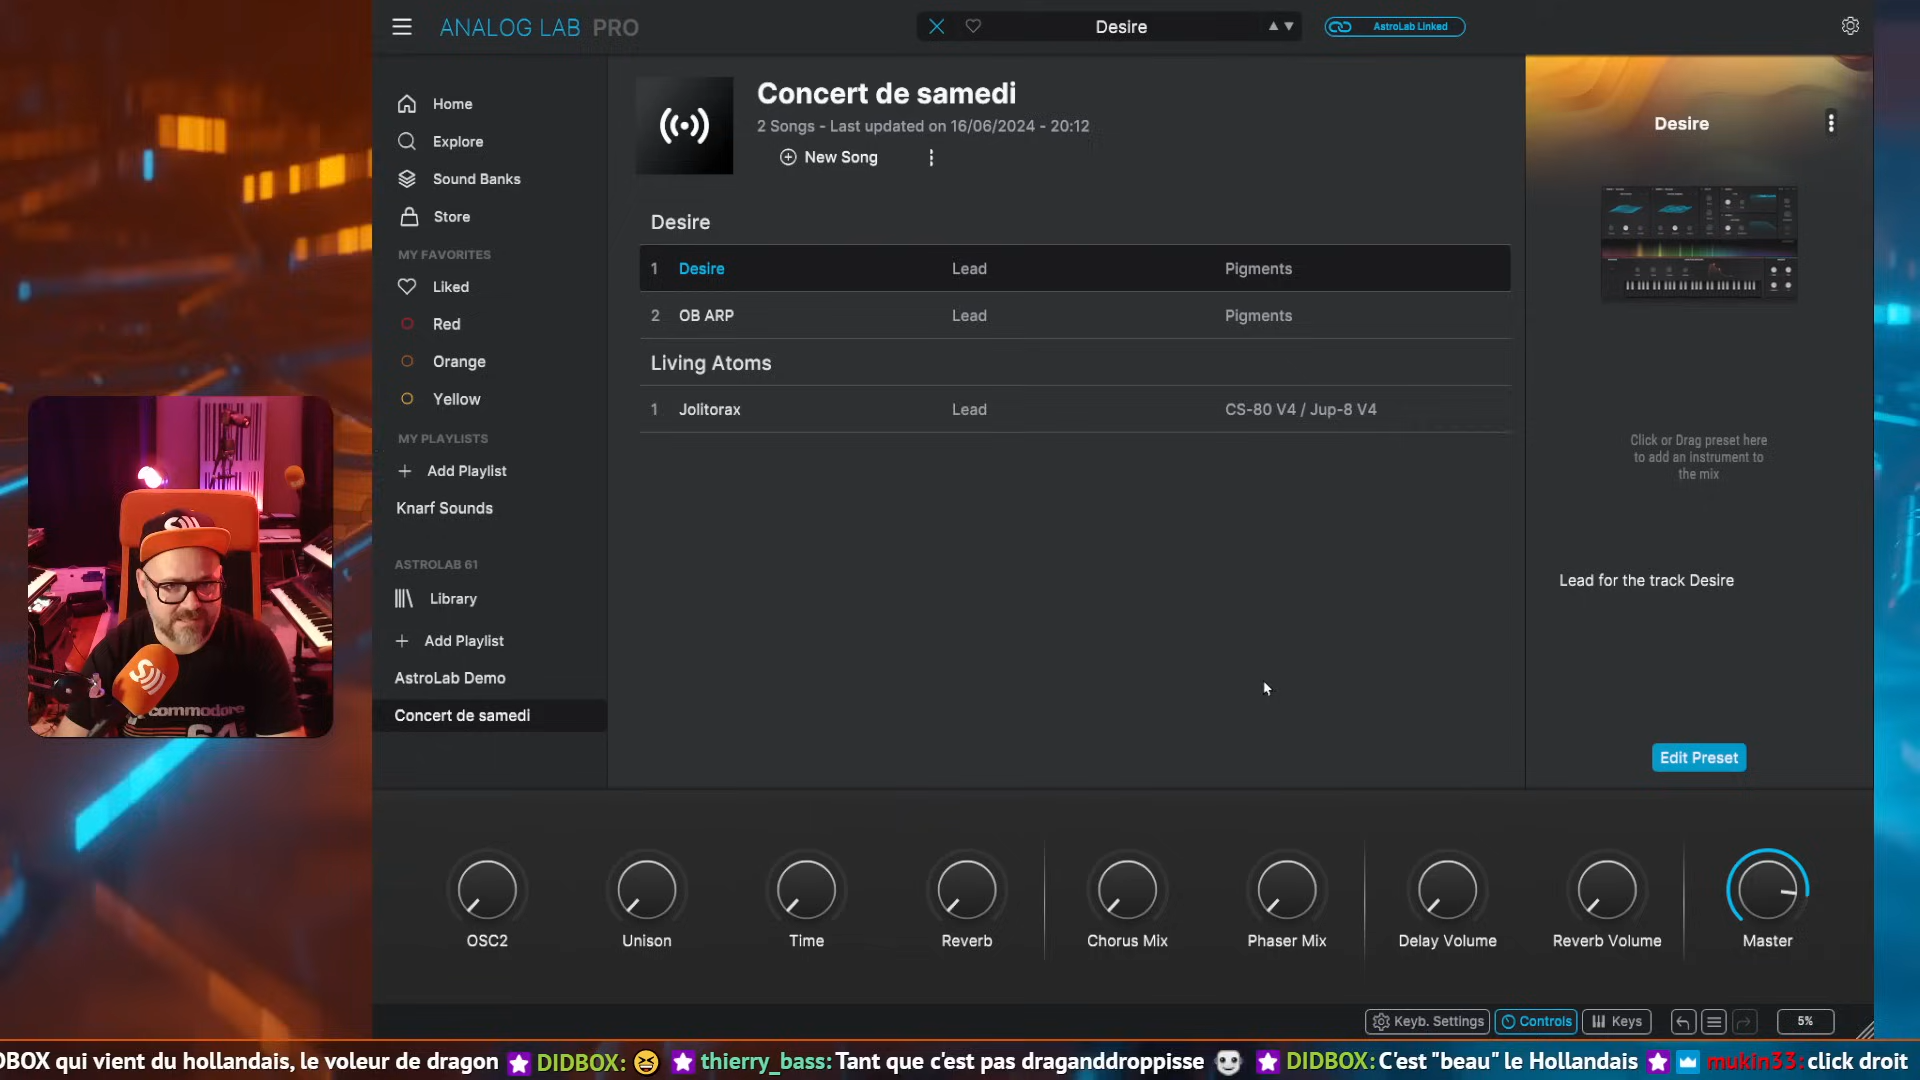 ANALOG LAB PRO
Desire
AstroLab Linked
Home
Explore
Sound Banks
Store
MY FAVORITES
Liked
Red
Orange
Yellow
MY PLAYLISTS
Add Playlist
Knarf Sounds
ASTROLAB 61
Library
Add Playlist
AstroLab Demo
Concert de samedi
Concert de samedi
2 Songs - Last updated on 16/06/2024 - 20:12
New Song
Desire
1 Desire Lead Pigments
2 OB ARP Lead Pigments
Living Atoms
1 Jolitorax Lead CS-80 V4 / Jup-8 V4
Desire
Click or Drag preset here
to add an instrument to
the mix
Lead for the track Desire
Edit Preset
commodore
64
OSC2
Unison
Time
Reverb
Chorus Mix
Phaser Mix
Delay Volume
Reverb Volume
Master
Keyb. Settings
Controls
Keys
5%
DBOX qui vient du hollandais, le voleur de dragon DIDBOX: thierry_bass: Tant que c'est pas draganddroppisse DIDBOX: C'est "beau" le Hollandais mukin33: click droit